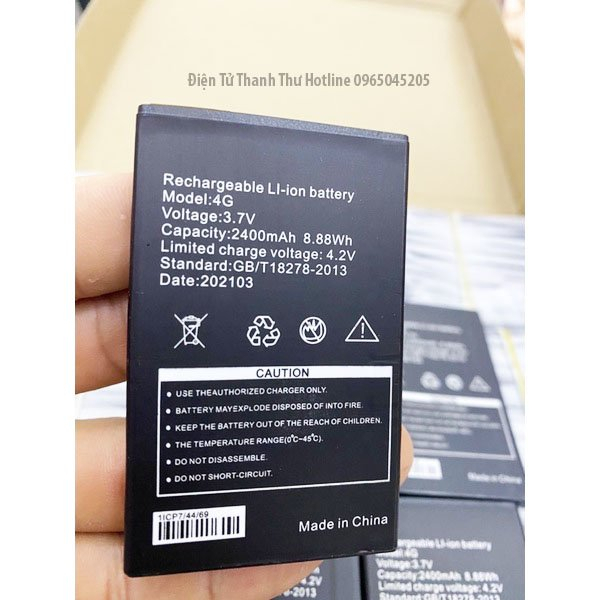 Điện Tử Thanh Thư Hotline 0965045205
Rechargeable LI-ion battery
Model:4G
Voltage:3.7V
Capacity:2400mAh 8.88Wh
Limited charge voltage: 4.2V
Standard:GB/T18278-2013
Date:202103
CAUTION
● USE THEAUTHORIZED CHARGER ONLY.
● BATTERY MAYEXPLODE DISPOSED OF INTO FIRE.
● KEEP THE BATTERY OUT OF THE REACH OF CHILDREN.
● THE TEMPERATURE RANGE(0℃~45℃).
● DO NOT DISASSEMBLE.
● DO NOT SHORT-CIRCUIT.
1ICP7/44/69
Made in China
Rechargeable LI-ion battery
Model:4G
Voltage:3.7V
Capacity:2400mAh 8.88Wh